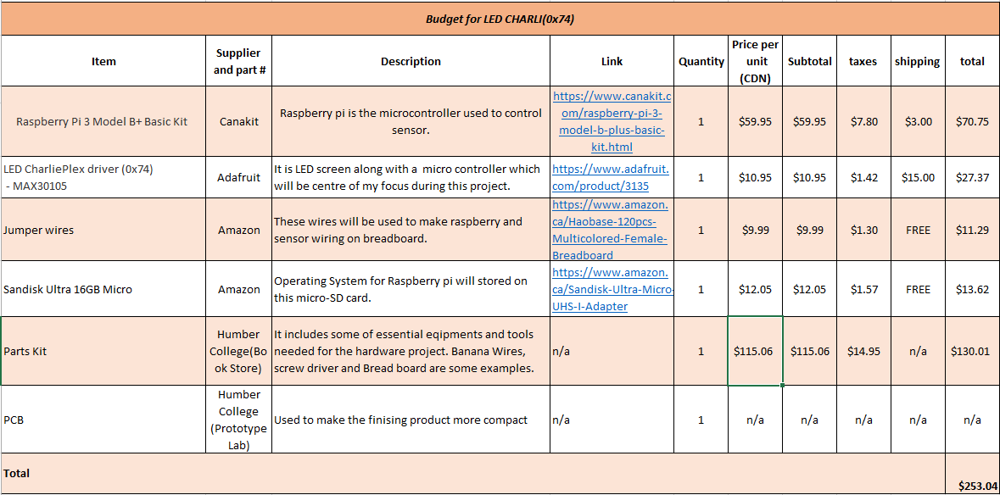 Budget for LED CHARLI(0x74)
Item
Supplier
and part #
Description
Link
Quantity
Price per
unit
(CDN)
Subtotal
taxes
shipping
total
Raspberry Pi 3 Model B+ Basic Kit
Canakit
Raspberry pi is the microcontroller used to control
sensor.
https://www.canakit.c
om/raspberry-pi-3-
model-b-plus-basic-
kit.html
1
$59.95
$59.95
$7.80
$3.00
$70.75
LED CharliePlex driver (0x74)
- MAX30105
Adafruit
It is LED screen along with a micro controller which
will be centre of my focus during this project.
https://www.adafruit.
com/product/3135
1
$10.95
$10.95
$1.42
$15.00
$27.37
Jumper wires
Amazon
These wires will be used to make raspberry and
sensor wiring on breadboard.
https://www.amazon.
ca/Haobase-120pcs-
Multicolored-Female-
Breadboard
1
$9.99
$9.99
$1.30
FREE
$11.29
Sandisk Ultra 16GB Micro
Amazon
Operating System for Raspberry pi will stored on
this micro-SD card.
https://www.amazon.
ca/Sandisk-Ultra-Micro-
UHS-I-Adapter
1
$12.05
$12.05
$1.57
FREE
$13.62
Parts Kit
Humber
College(Bo
ok Store)
It includes some of essential eqipments and tools
needed for the hardware project. Banana Wires,
screw driver and Bread board are some examples.
n/a
1
$115.06
$115.06
$14.95
n/a
$130.01
PCB
Humber
College
(Prototype
Lab)
Used to make the finising product more compact
n/a
1
n/a
n/a
n/a
n/a
n/a
Total
$253.04